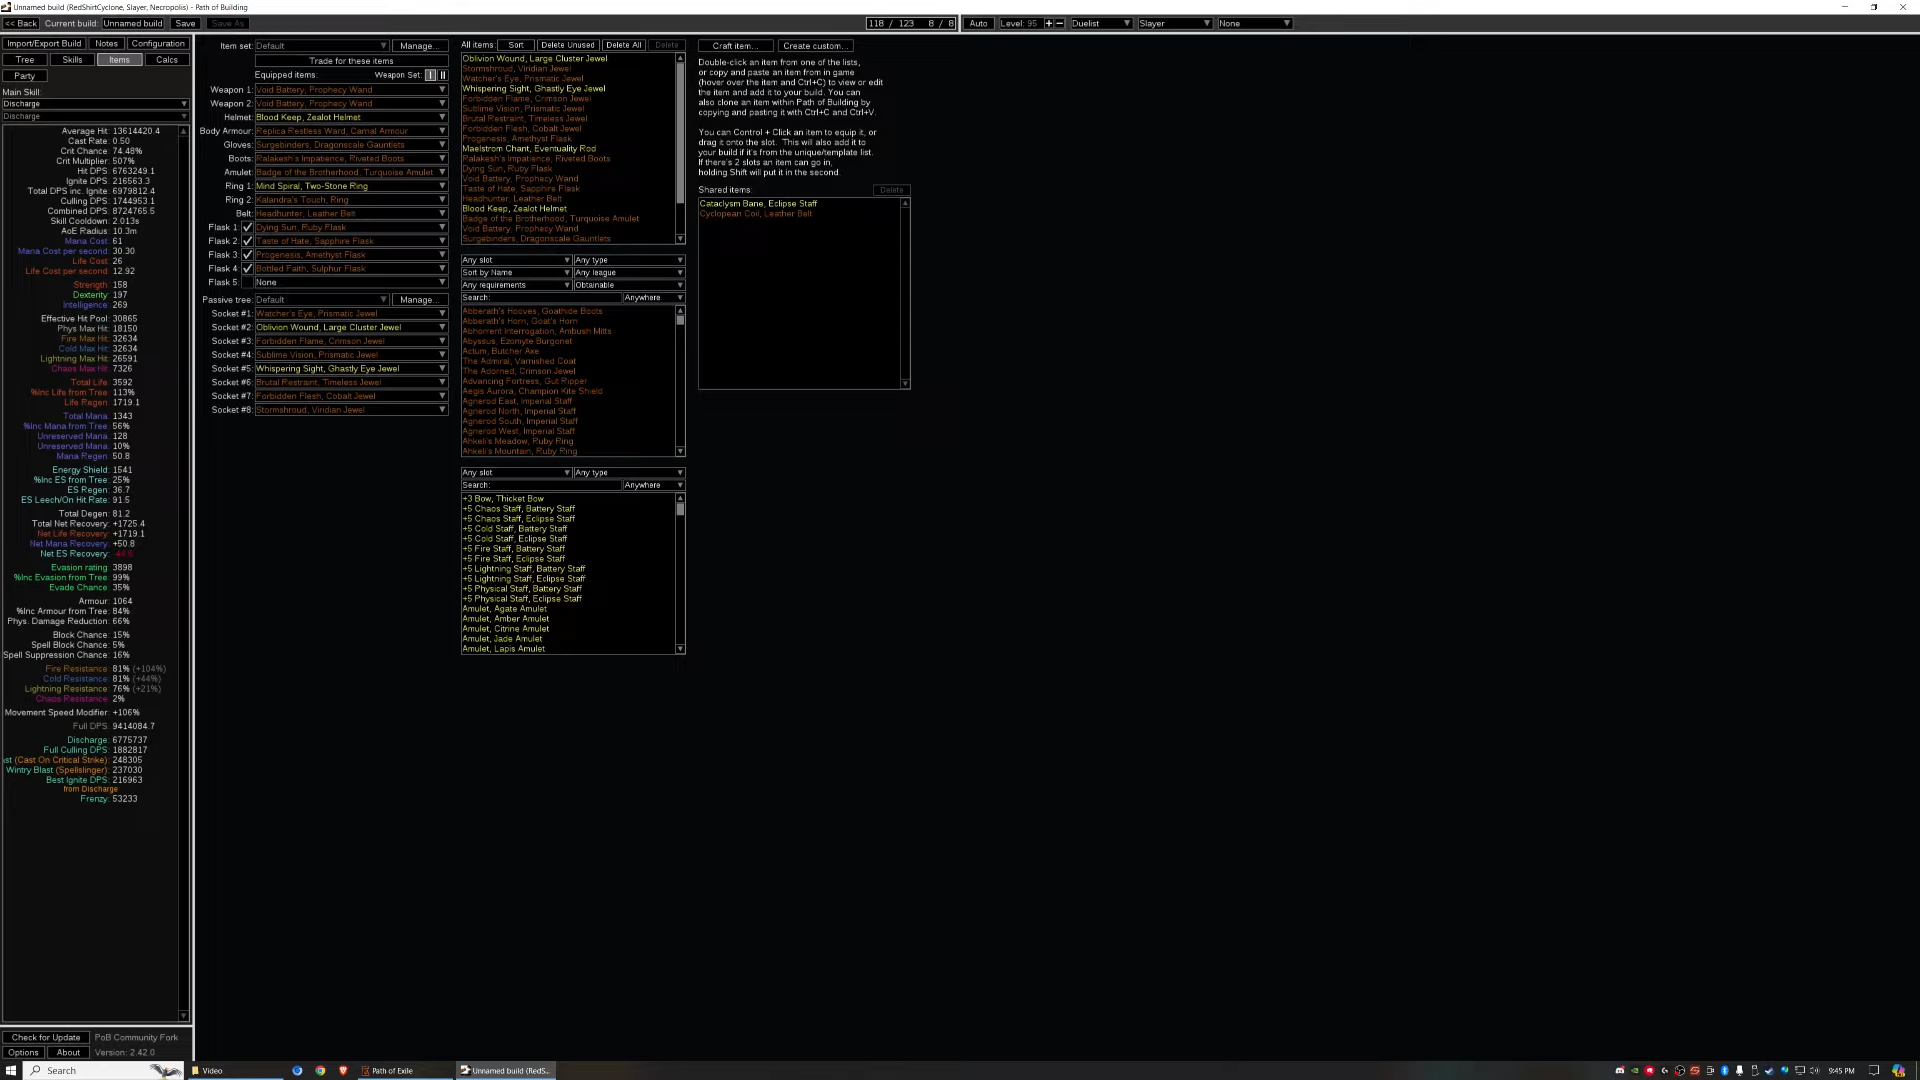 Unnamed build (RedShirtCyclone, Slayer, Necropolis) - Path of Building
<< Back Current build: Unnamed build Save Save As 118 / 123 8 / 8 Auto Level: 95 + - Duelist Slayer None
Import/Export Build Notes Configuration
Tree Skills Items Calcs
Party
Main Skill:
Discharge
Discharge
Average Hit: 13614420.4
Cast Rate: 0.50
Crit Chance: 74.48%
Crit Multiplier: 507%
Hit DPS: 6763249.1
Ignite DPS: 216563.3
Total DPS inc. Ignite: 6979812.4
Culling DPS: 1744953.1
Combined DPS: 8724765.5
Skill Cooldown: 2.013s
AoE Radius: 10.3m
Mana Cost: 61
Mana Cost per second: 30.30
Life Cost: 26
Life Cost per second: 12.92
Strength: 158
Dexterity: 197
Intelligence: 269
Effective Hit Pool: 30865
Phys Max Hit: 18150
Fire Max Hit: 32634
Cold Max Hit: 32634
Lightning Max Hit: 26591
Chaos Max Hit: 7326
Total Life: 3592
%Inc Life from Tree: 113%
Life Regen: 1719.1
Total Mana: 1343
%Inc Mana from Tree: 56%
Unreserved Mana: 128
Unreserved Mana: 10%
Mana Regen: 50.8
Energy Shield: 1541
%Inc ES from Tree: 25%
ES Regen: 36.7
ES Leech/On Hit Rate: 91.5
Total Degen: 81.2
Total Net Recovery: +1725.4
Net Life Recovery: +1719.1
Net Mana Recovery: +50.8
Net ES Recovery: -44.5
Evasion rating: 3898
%Inc Evasion from Tree: 99%
Evade Chance: 35%
Armour: 1064
%Inc Armour from Tree: 84%
Phys. Damage Reduction: 66%
Block Chance: 15%
Spell Block Chance: 5%
Spell Suppression Chance: 16%
Fire Resistance: 81% (+104%)
Cold Resistance: 81% (+44%)
Lightning Resistance: 76% (+21%)
Chaos Resistance: 2%
Movement Speed Modifier: +106%
Full DPS: 9414084.7
Discharge: 6775737
Full Culling DPS: 1882817
st (Cast On Critical Strike): 248305
Wintry Blast (Spellslinger): 237030
Best Ignite DPS: 216963
from Discharge
Frenzy: 53233
Check for Update PoB Community Fork
Options About Version: 2.42.0
Item set: Default Manage...
Trade for these items
Equipped items: Weapon Set: I II
Weapon 1: Void Battery, Prophecy Wand
Weapon 2: Void Battery, Prophecy Wand
Helmet: Blood Keep, Zealot Helmet
Body Armour: Replica Restless Ward, Carnal Armour
Gloves: Surgebinders, Dragonscale Gauntlets
Boots: Ralakesh's Impatience, Riveted Boots
Amulet: Badge of the Brotherhood, Turquoise Amulet
Ring 1: Mind Spiral, Two-Stone Ring
Ring 2: Kalandra's Touch, Ring
Belt: Headhunter, Leather Belt
Flask 1: Dying Sun, Ruby Flask
Flask 2: Taste of Hate, Sapphire Flask
Flask 3: Progenesis, Amethyst Flask
Flask 4: Bottled Faith, Sulphur Flask
Flask 5: None
Passive tree: Default Manage...
Socket #1: Watcher's Eye, Prismatic Jewel
Socket #2: Oblivion Wound, Large Cluster Jewel
Socket #3: Forbidden Flame, Crimson Jewel
Socket #4: Sublime Vision, Prismatic Jewel
Socket #5: Whispering Sight, Ghastly Eye Jewel
Socket #6: Brutal Restraint, Timeless Jewel
Socket #7: Forbidden Flesh, Cobalt Jewel
Socket #8: Stormshroud, Viridian Jewel
All items: Sort Delete Unused Delete All Delete
Oblivion Wound, Large Cluster Jewel
Stormshroud, Viridian Jewel
Watcher's Eye, Prismatic Jewel
Whispering Sight, Ghastly Eye Jewel
Forbidden Flame, Crimson Jewel
Sublime Vision, Prismatic Jewel
Brutal Restraint, Timeless Jewel
Forbidden Flesh, Cobalt Jewel
Progenesis, Amethyst Flask
Maelstrom Chant, Eventuality Rod
Ralakesh's Impatience, Riveted Boots
Dying Sun, Ruby Flask
Void Battery, Prophecy Wand
Taste of Hate, Sapphire Flask
Headhunter, Leather Belt
Blood Keep, Zealot Helmet
Badge of the Brotherhood, Turquoise Amulet
Void Battery, Prophecy Wand
Surgebinders, Dragonscale Gauntlets
Any slot Any type
Sort by Name Any league
Any requirements Obtainable
Search: Anywhere
Abberath's Hooves, Goathide Boots
Abberath's Horn, Goat's Horn
Abhorrent Interrogation, Ambush Mitts
Abyssus, Ezomyte Burgonet
Actum, Butcher Axe
The Admiral, Varnished Coat
The Adorned, Crimson Jewel
Advancing Fortress, Gut Ripper
Aegis Aurora, Champion Kite Shield
Agnerod East, Imperial Staff
Agnerod North, Imperial Staff
Agnerod South, Imperial Staff
Agnerod West, Imperial Staff
Ahkeli's Meadow, Ruby Ring
Ahkeli's Mountain, Ruby Ring
Any slot Any type
Search: Anywhere
+3 Bow, Thicket Bow
+5 Chaos Staff, Battery Staff
+5 Chaos Staff, Eclipse Staff
+5 Cold Staff, Battery Staff
+5 Cold Staff, Eclipse Staff
+5 Fire Staff, Battery Staff
+5 Fire Staff, Eclipse Staff
+5 Lightning Staff, Battery Staff
+5 Lightning Staff, Eclipse Staff
+5 Physical Staff, Battery Staff
+5 Physical Staff, Eclipse Staff
Amulet, Agate Amulet
Amulet, Amber Amulet
Amulet, Citrine Amulet
Amulet, Jade Amulet
Amulet, Lapis Amulet
Craft item... Create custom...
Double-click an item from one of the lists,
or copy and paste an item from in game
(hover over the item and Ctrl+C) to view or edit
the item and add it to your build. You can
also clone an item within Path of Building by
copying and pasting it with Ctrl+C and Ctrl+V.
You can Control + Click an item to equip it, or
drag it onto the slot. This will also add it to
your build if it's from the unique/template list.
If there's 2 slots an item can go in,
holding Shift will put it in the second.
Shared items: Delete
Cataclysm Bane, Eclipse Staff
Cyclopean Coil, Leather Belt
Search Video Path of Exile Unnamed build (RedS... 9:45 PM